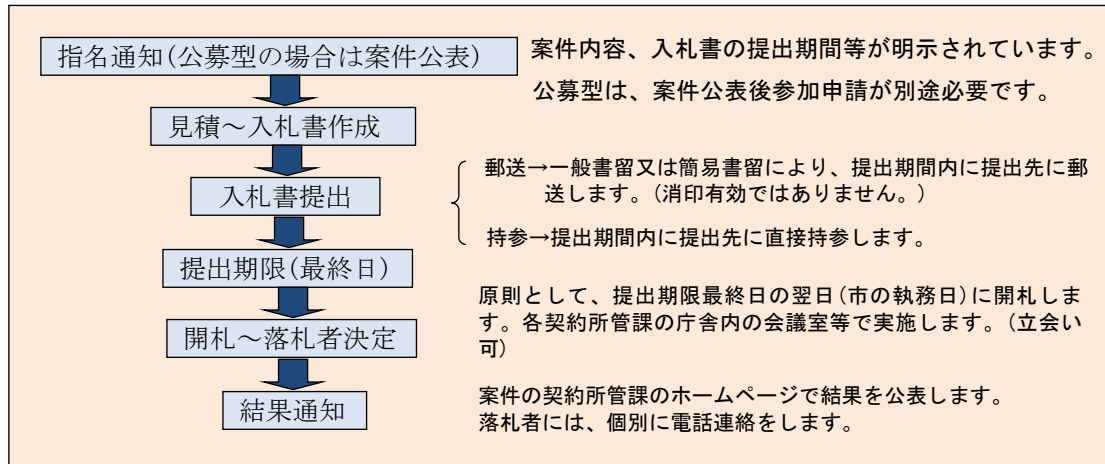 指名通知(公募型の場合は案件公表)
案件内容、入札書の提出期間等が明示されています。
公募型は、案件公表後参加申請が別途必要です。
見積～入札書作成
入札書提出
郵送→一般書留又は簡易書留により、提出期間内に提出先に郵
送します。(消印有効ではありません。)
持参→提出期間内に提出先に直接持参します。
提出期限(最終日)
原則として、提出期限最終日の翌日(市の執務日)に開札しま
す。各契約所管課の庁舎内の会議室等で実施します。(立会い
可)
開札～落札者決定
結果通知
案件の契約所管課のホームページで結果を公表します。
落札者には、個別に電話連絡をします。